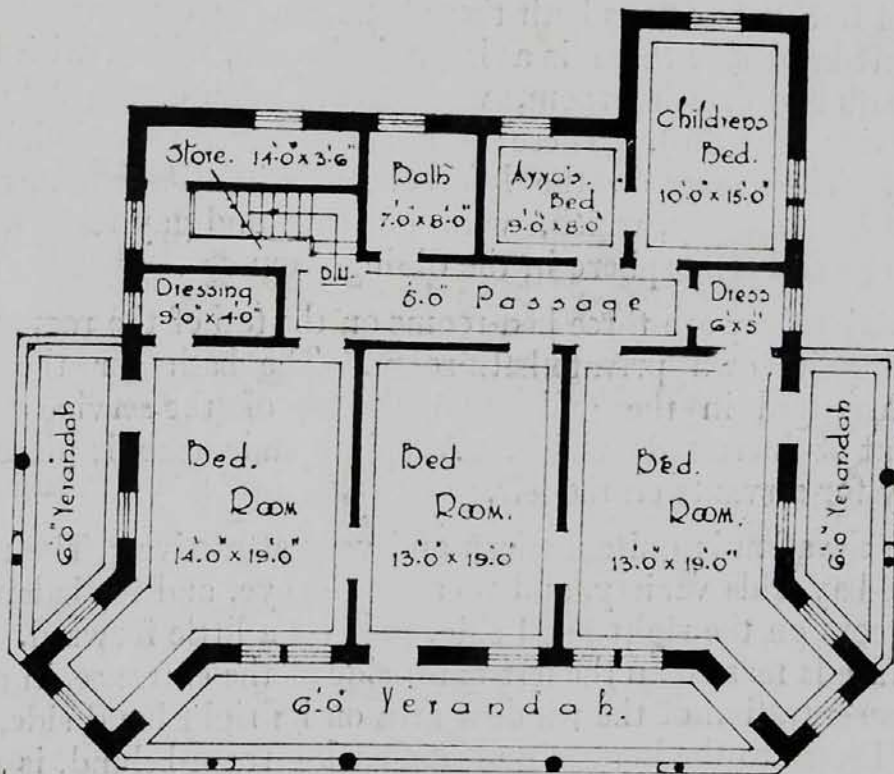 Childrens
Bed.
10'.0" x 15'.0"
Store. 14'.0" x 3'.6"
Bath
7'.0" x 8'.0"
Ayya's.
Bed
9'.0" x 8'.0"
Dressing
9'.0" x 4'.0"
5'.0" Passage
Dress
6' x 5'
6'.0" Verandah
Bed.
Room
14'.0" x 19'.0"
Bed
Room.
13'.0" x 19'.0"
Bed.
Room.
13'.0" x 19'.0"
6'.0" Verandah
6'.0" Verandah.